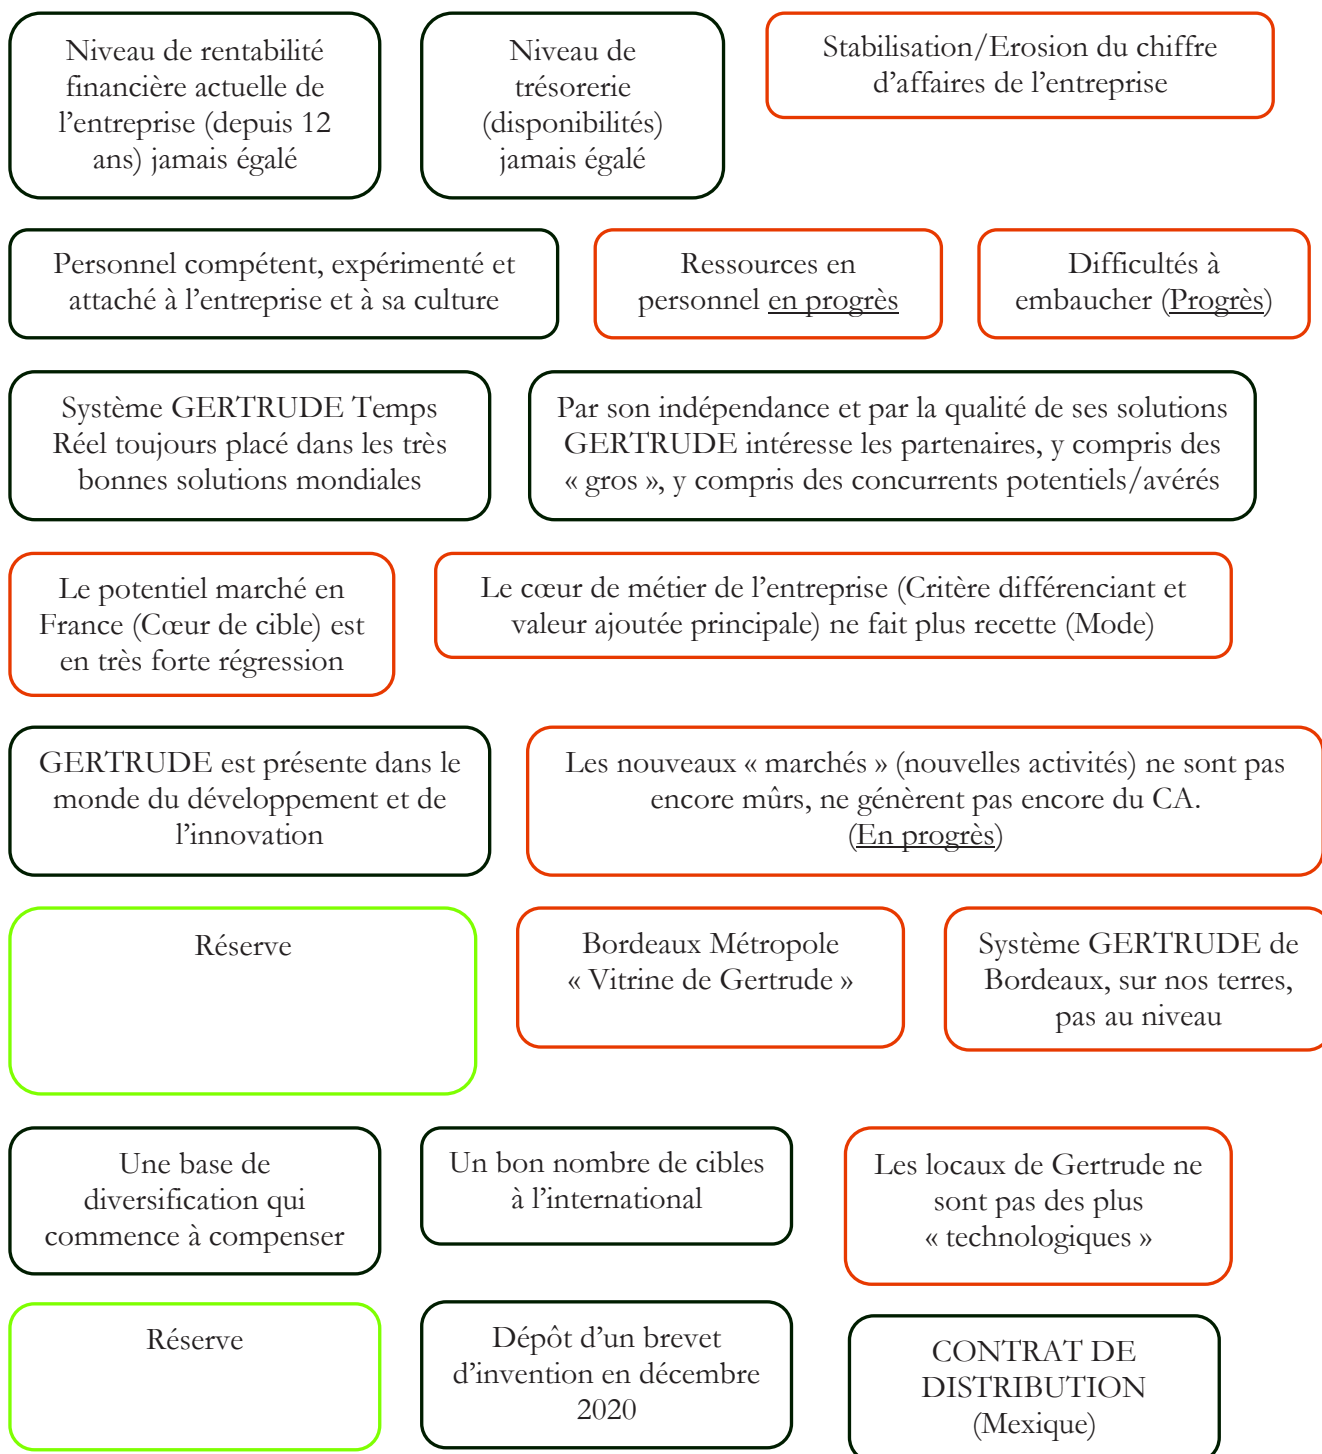 Niveau de rentabilité
financière actuelle de
l'entreprise (depuis 12
ans) jamais égalé
Niveau de
trésorerie
(disponibilités)
jamais égalé
Stabilisation/Erosion du chiffre
d'affaires de l'entreprise
Personnel compétent, expérimenté et
attaché à l'entreprise et à sa culture
Ressources en
personnel en progrès
Difficultés à
embaucher (Progrès)
Système GERTRUDE Temps
Réel toujours placé dans les très
bonnes solutions mondiales
Par son indépendance et par la qualité de ses solutions
GERTRUDE intéresse les partenaires, y compris des
« gros », y compris des concurrents potentiels/avérés
Le potentiel marché en
France (Cœur de cible) est
en très forte régression
Le cœur de métier de l'entreprise (Critère différenciant et
valeur ajoutée principale) ne fait plus recette (Mode)
GERTRUDE est présente dans le
monde du développement et de
l'innovation
Les nouveaux « marchés » (nouvelles activités) ne sont pas
encore mûrs, ne génèrent pas encore du CA.
(En progrès)
Réserve
Bordeaux Métropole
« Vitrine de Gertrude »
Système GERTRUDE de
Bordeaux, sur nos terres,
pas au niveau
Une base de
diversification qui
commence à compenser
Un bon nombre de cibles
à l'international
Les locaux de Gertrude ne
sont pas des plus
« technologiques »
Réserve
Dépôt d'un brevet
d'invention en décembre
2020
CONTRAT DE
DISTRIBUTION
(Mexique)